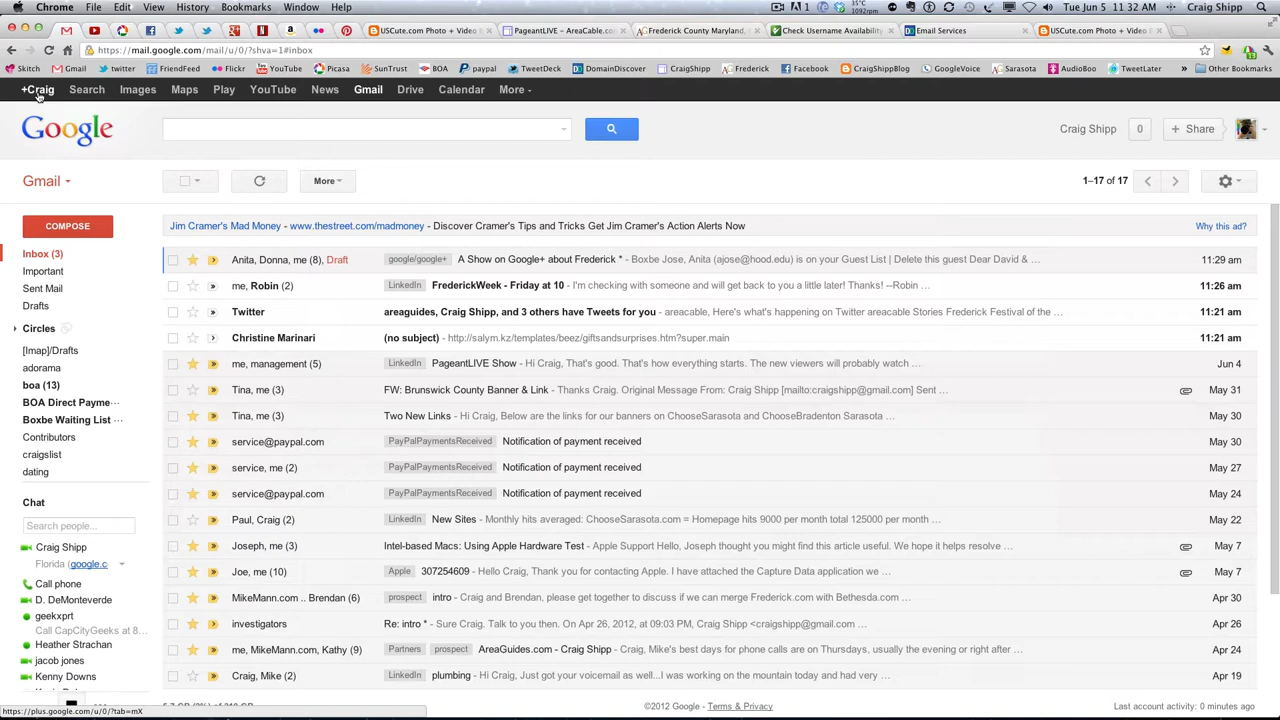 Chrome File Edit View History Bookmarks Window Help 1 35°C 1092rpm Tue Jun 5 11:32 AM Craig Shipp
USCute.com Photo + Video PageantLIVE – AreaCable.com Frederick County Maryland, Check Username Availability Email Services USCute.com Photo + Video
https://mail.google.com/mail/u/0/?shva=1#inbox
Skitch Gmail twitter FriendFeed Flickr YouTube Picasa SunTrust BOA paypal TweetDeck DomainDiscover CraigShipp Frederick Facebook CraigShippBlog GoogleVoice Sarasota AudioBoo TweetLater Other Bookmarks
+Craig Search Images Maps Play YouTube News Gmail Drive Calendar More
Google Craig Shipp 0 + Share
Gmail More 1–17 of 17
COMPOSE
Jim Cramer's Mad Money - www.thestreet.com/madmoney - Discover Cramer's Tips and Tricks Get Jim Cramer's Action Alerts Now Why this ad?
Inbox (3)
Important
Sent Mail
Drafts
Circles
[Imap]/Drafts
adorama
boa (13)
BOA Direct Payme···
Boxbe Waiting List ···
Contributors
craigslist
dating
Chat
Search people...
Craig Shipp
Florida (google.c
Call phone
D. DeMonteverde
geekxprt
Call CapCityGeeks at 8...
Heather Strachan
jacob jones
Kenny Downs
Anita, Donna, me (8), Draft google/google+ A Show on Google+ about Frederick * - Boxbe Jose, Anita (ajose@hood.edu) is on your Guest List | Delete this guest Dear David & … 11:29 am
me, Robin (2) LinkedIn FrederickWeek - Friday at 10 - I'm checking with someone and will get back to you a little later! Thanks! --Robin … 11:26 am
Twitter areaguides, Craig Shipp, and 3 others have Tweets for you - areacable, Here's what's happening on Twitter areacable Stories Frederick Festival of the … 11:21 am
Christine Marinari (no subject) - http://salym.kz/templates/beez/giftsandsurprises.htm?super.main 11:21 am
me, management (5) LinkedIn PageantLIVE Show - Hi Craig, That's good. That's how everything starts. The new viewers will probably watch … Jun 4
Tina, me (3) FW: Brunswick County Banner & Link - Thanks Craig. Original Message From: Craig Shipp [mailto:craigshipp@gmail.com] Sent … May 31
Tina, me (3) Two New Links - Hi Craig, Below are the links for our banners on ChooseSarasota and ChooseBradenton Sarasota … May 30
service@paypal.com PayPalPaymentsReceived Notification of payment received May 30
service, me (2) PayPalPaymentsReceived Notification of payment received May 27
service@paypal.com PayPalPaymentsReceived Notification of payment received May 24
Paul, Craig (2) LinkedIn New Sites - Monthly hits averaged: ChooseSarasota.com = Homepage hits 9000 per month total 125000 per month … May 22
Joseph, me (3) Intel-based Macs: Using Apple Hardware Test - Apple Support Hello, Joseph thought you might find this article useful. We hope it helps resolve … May 7
Joe, me (10) Apple 307254609 - Hello Craig, Thank you for contacting Apple. I have attached the Capture Data application we … May 7
MikeMann.com .. Brendan (6) prospect intro - Craig and Brendan, please get together to discuss if we can merge Frederick.com with Bethesda.com … Apr 30
investigators Re: intro * - Sure Craig. Talk to you then. On Apr 26, 2012, at 09:03 PM, Craig Shipp <craigshipp@gmail.com … Apr 26
me, MikeMann.com, Kathy (9) Partners prospect AreaGuides.com - Craig Shipp - Craig, Mike's best days for phone calls are on Thursdays, usually the evening or right after … Apr 24
Craig, Mike (2) LinkedIn plumbing - Hi Craig, Just got your voicemail as well...I was working on the mountain today and had very … Apr 19
©2012 Google - Terms & Privacy Last account activity: 0 minutes ago
https://plus.google.com/u/0/?tab=mX